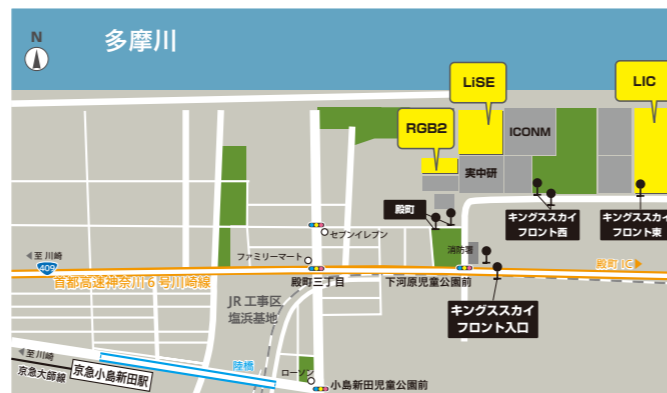 N
多摩川
LiSE
LIC
RGB2
ICONM
実中研
殿町
キングススカイ
フロント西
キングススカイ
フロント東
セブンイレブン
消防署
ファミリーマート
至 川崎
409
首都高速神奈川6号川崎線
殿町三丁目
下河原児童公園前
殿町 IC
JR 工事区
塩浜基地
キングススカイ
フロント入口
至川崎
京急大師線
京急小島新田駅
陸橋
ローソン
小島新田児童公園前